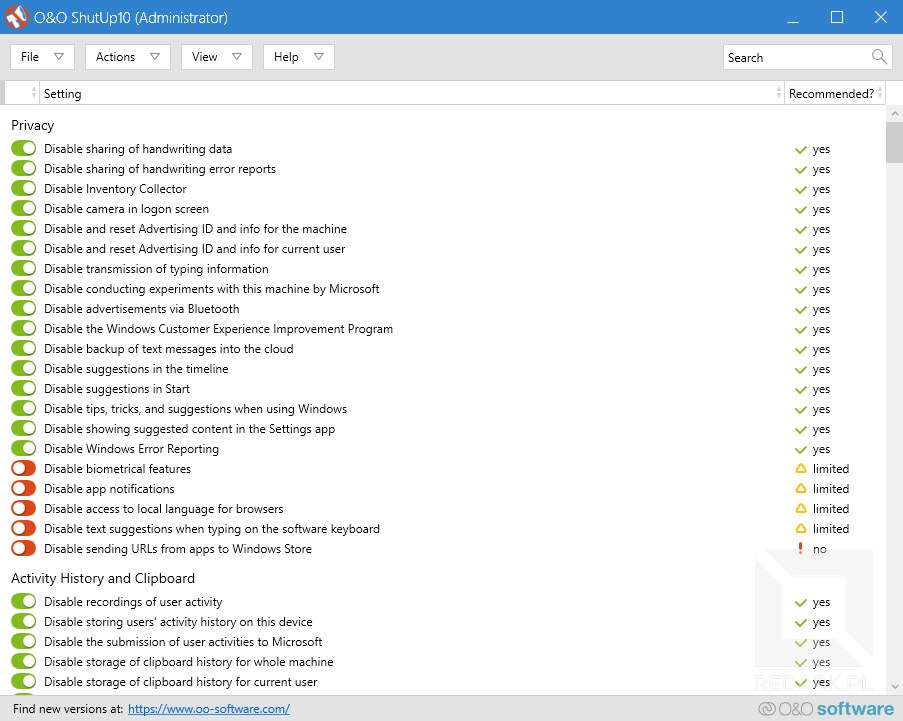 O&O ShutUp10 (Administrator)
File Actions View Help Search
Setting Recommended?
Privacy
Disable sharing of handwriting data yes
Disable sharing of handwriting error reports yes
Disable Inventory Collector yes
Disable camera in logon screen yes
Disable and reset Advertising ID and info for the machine yes
Disable and reset Advertising ID and info for current user yes
Disable transmission of typing information yes
Disable conducting experiments with this machine by Microsoft yes
Disable advertisements via Bluetooth yes
Disable the Windows Customer Experience Improvement Program yes
Disable backup of text messages into the cloud yes
Disable suggestions in the timeline yes
Disable suggestions in Start yes
Disable tips, tricks, and suggestions when using Windows yes
Disable showing suggested content in the Settings app yes
Disable Windows Error Reporting yes
Disable biometrical features limited
Disable app notifications limited
Disable access to local language for browsers limited
Disable text suggestions when typing on the software keyboard limited
Disable sending URLs from apps to Windows Store no
Activity History and Clipboard
Disable recordings of user activity yes
Disable storing users' activity history on this device yes
Disable the submission of user activities to Microsoft yes
Disable storage of clipboard history for whole machine yes
Disable storage of clipboard history for current user yes
Find new versions at: https://www.oo-software.com/ O&O software